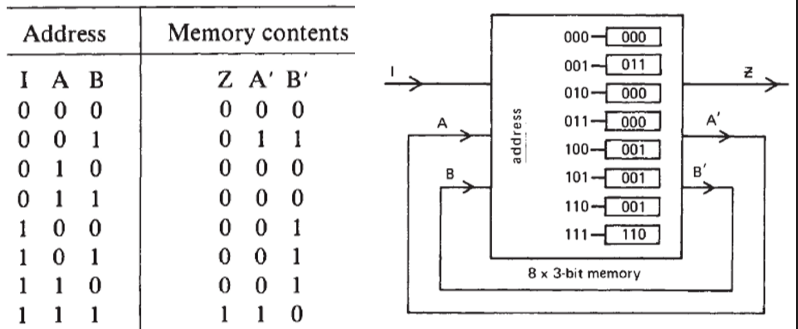 Address Memory contents
I A B Z A′ B′
0 0 0 0 0 0
0 0 1 0 1 1
0 1 0 0 0 0
0 1 1 0 0 0
1 0 0 0 0 1
1 0 1 0 0 1
1 1 0 0 0 1
1 1 1 1 1 0
I
A
B
address
000 000
001 011
010 000
011 000
100 001
101 001
110 001
111 110
Z
A′
B′
8 x 3-bit memory